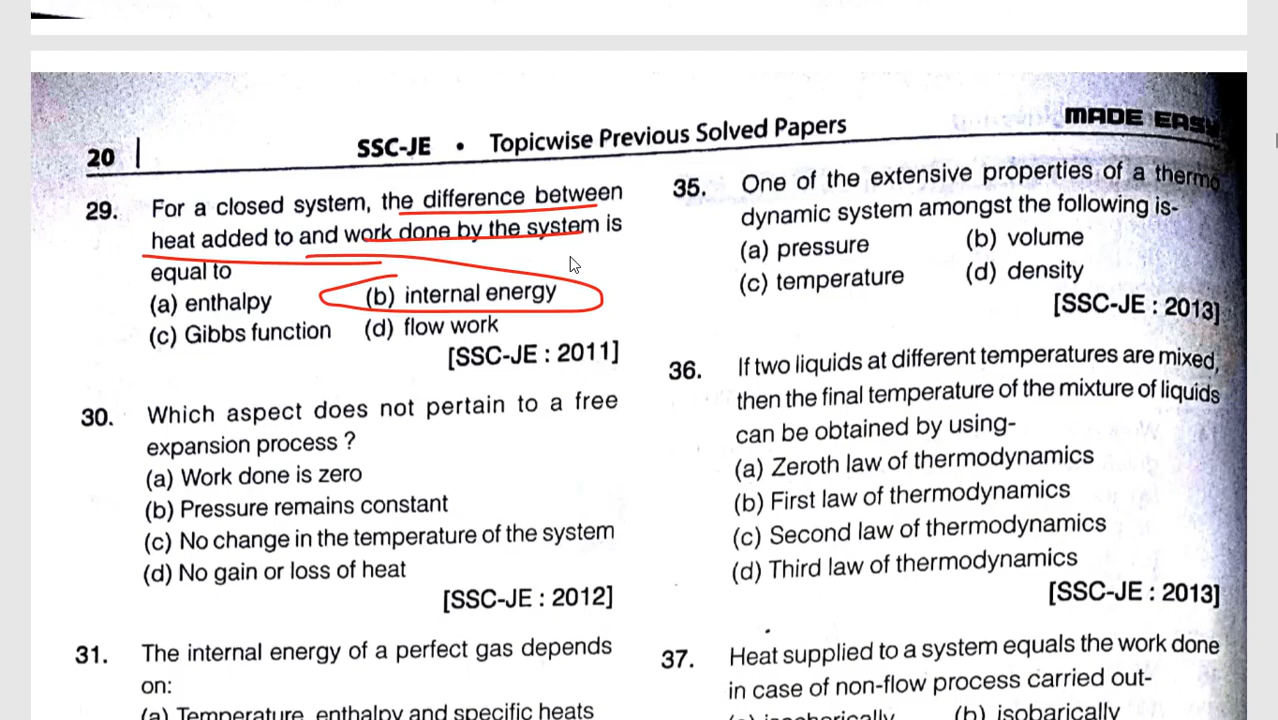 MADE EASY
20 | SSC-JE • Topicwise Previous Solved Papers
29. For a closed system, the difference between
heat added to and work done by the system is
equal to
(a) enthalpy (b) internal energy
(c) Gibbs function (d) flow work
[SSC-JE : 2011]
30. Which aspect does not pertain to a free
expansion process ?
(a) Work done is zero
(b) Pressure remains constant
(c) No change in the temperature of the system
(d) No gain or loss of heat
[SSC-JE : 2012]
31. The internal energy of a perfect gas depends
on:
(a) Temperature, enthalpy and specific heats
35. One of the extensive properties of a thermo
dynamic system amongst the following is-
(a) pressure (b) volume
(c) temperature (d) density
[SSC-JE : 2013]
36. If two liquids at different temperatures are mixed,
then the final temperature of the mixture of liquids
can be obtained by using-
(a) Zeroth law of thermodynamics
(b) First law of thermodynamics
(c) Second law of thermodynamics
(d) Third law of thermodynamics
[SSC-JE : 2013]
37. Heat supplied to a system equals the work done
in case of non-flow process carried out-
(a) isochorically (b) isobarically